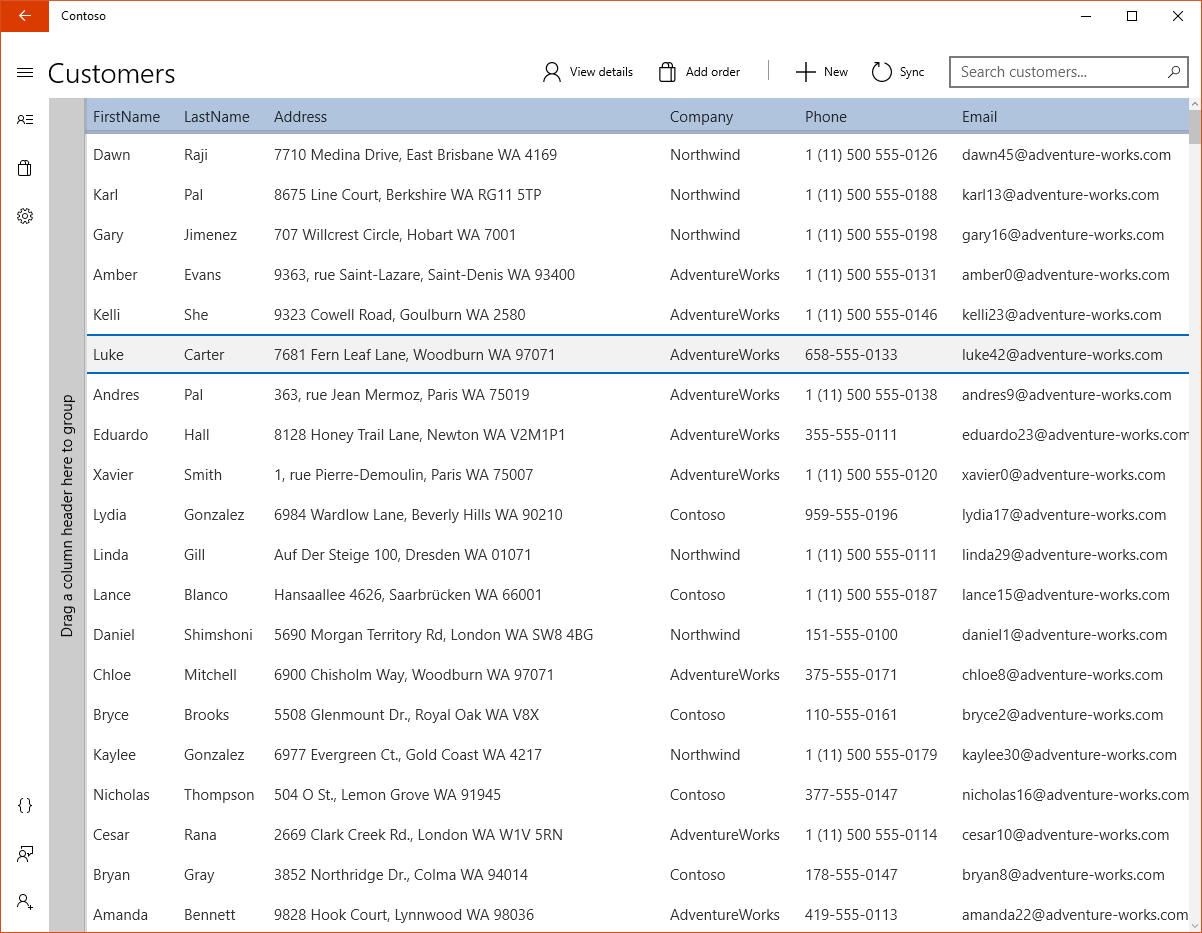 Contoso
Customers View details Add order New Sync Search customers...
FirstName LastName Address Company Phone Email
Dawn Raji 7710 Medina Drive, East Brisbane WA 4169 Northwind 1 (11) 500 555-0126 dawn45@adventure-works.com
Karl Pal 8675 Line Court, Berkshire WA RG11 5TP Northwind 1 (11) 500 555-0188 karl13@adventure-works.com
Gary Jimenez 707 Willcrest Circle, Hobart WA 7001 Northwind 1 (11) 500 555-0198 gary16@adventure-works.com
Amber Evans 9363, rue Saint-Lazare, Saint-Denis WA 93400 AdventureWorks 1 (11) 500 555-0131 amber0@adventure-works.com
Kelli She 9323 Cowell Road, Goulburn WA 2580 AdventureWorks 1 (11) 500 555-0146 kelli23@adventure-works.com
Luke Carter 7681 Fern Leaf Lane, Woodburn WA 97071 AdventureWorks 658-555-0133 luke42@adventure-works.com
Andres Pal 363, rue Jean Mermoz, Paris WA 75019 AdventureWorks 1 (11) 500 555-0138 andres9@adventure-works.com
Eduardo Hall 8128 Honey Trail Lane, Newton WA V2M1P1 AdventureWorks 355-555-0111 eduardo23@adventure-works.com
Xavier Smith 1, rue Pierre-Demoulin, Paris WA 75007 AdventureWorks 1 (11) 500 555-0120 xavier0@adventure-works.com
Lydia Gonzalez 6984 Wardlow Lane, Beverly Hills WA 90210 Contoso 959-555-0196 lydia17@adventure-works.com
Linda Gill Auf Der Steige 100, Dresden WA 01071 Northwind 1 (11) 500 555-0111 linda29@adventure-works.com
Lance Blanco Hansaallee 4626, Saarbrücken WA 66001 Contoso 1 (11) 500 555-0187 lance15@adventure-works.com
Daniel Shimshoni 5690 Morgan Territory Rd, London WA SW8 4BG Northwind 151-555-0100 daniel1@adventure-works.com
Chloe Mitchell 6900 Chisholm Way, Woodburn WA 97071 AdventureWorks 375-555-0171 chloe8@adventure-works.com
Bryce Brooks 5508 Glenmount Dr., Royal Oak WA V8X Contoso 110-555-0161 bryce2@adventure-works.com
Kaylee Gonzalez 6977 Evergreen Ct., Gold Coast WA 4217 Northwind 1 (11) 500 555-0179 kaylee30@adventure-works.com
Nicholas Thompson 504 O St., Lemon Grove WA 91945 Contoso 377-555-0147 nicholas16@adventure-works.com
Cesar Rana 2669 Clark Creek Rd., London WA W1V 5RN AdventureWorks 1 (11) 500 555-0114 cesar10@adventure-works.com
Bryan Gray 3852 Northridge Dr., Colma WA 94014 Contoso 178-555-0147 bryan8@adventure-works.com
Amanda Bennett 9828 Hook Court, Lynnwood WA 98036 AdventureWorks 419-555-0113 amanda22@adventure-works.com
Drag a column header here to group